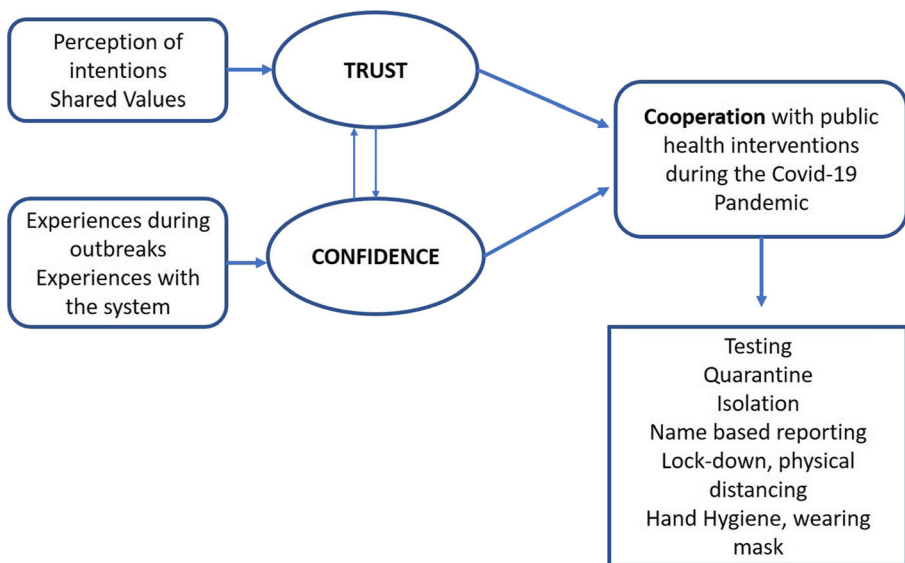 Perception of
intentions
Shared Values
TRUST
Cooperation with public
health interventions
during the Covid-19
Pandemic
Experiences during
outbreaks
Experiences with
the system
CONFIDENCE
Testing
Quarantine
Isolation
Name based reporting
Lock-down, physical
distancing
Hand Hygiene, wearing
mask